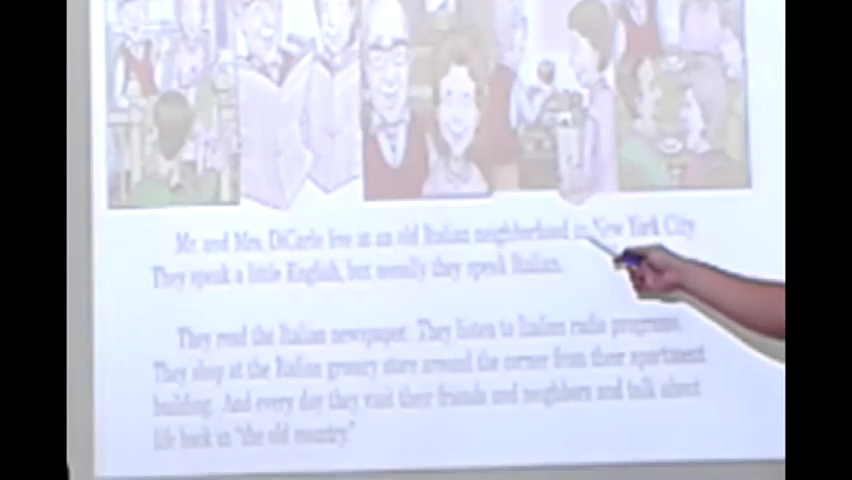 Mr. and Mrs. DiCarlo live in an old Italian neighborhood in New York City.
They speak a little English, but usually they speak Italian.
They read the Italian newspaper. They listen to Italian radio programs.
They shop at the Italian grocery store around the corner from their apartment
building. And every day they visit their friends and neighbors and talk about
life back in "the old country."